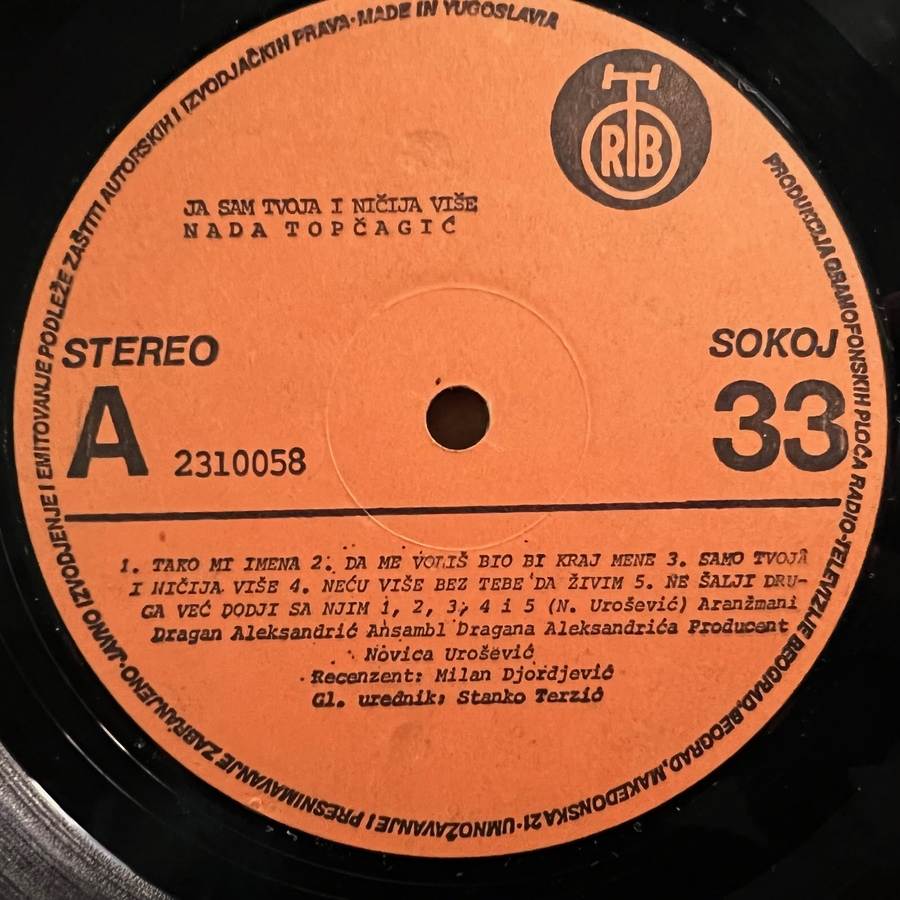 PRODUKCIJA GRAMOFONSKIH PLOČA RADIO-TELEVIZIJE BEOGRAD, BEOGRAD, MAKEDONSKA 21 · UMNOŽAVANJE I PRESNIMAVANJE ZABRANJENO · JAVNO IZVODJENJE I EMITOVANJE PODLEŽE ZAŠTITI AUTORSKIH I IZVODJAČKIH PRAVA · MADE IN YUGOSLAVIA
RTB
JA SAM TVOJA I NIČIJA VIŠE
NADA TOPČAGIĆ
STEREO
SOKOJ
A
2310058
33
1. TAKO MI IMENA 2. DA ME VOLIŠ BIO BI KRAJ MENE 3. SAMO TVOJA
I NIČIJA VIŠE 4. NEĆU VIŠE BEZ TEBE DA ŽIVIM 5. NE ŠALJI DRU-
GA VEĆ DODJI SA NJIM 1, 2, 3, 4 i 5 (N. Urošević) Aranžmani
Dragan Aleksandrić Ansambl Dragana Aleksandrića Producent
Novica Urošević
Recenzent: Milan Djordjević
Gl. urednik: Stanko Terzić